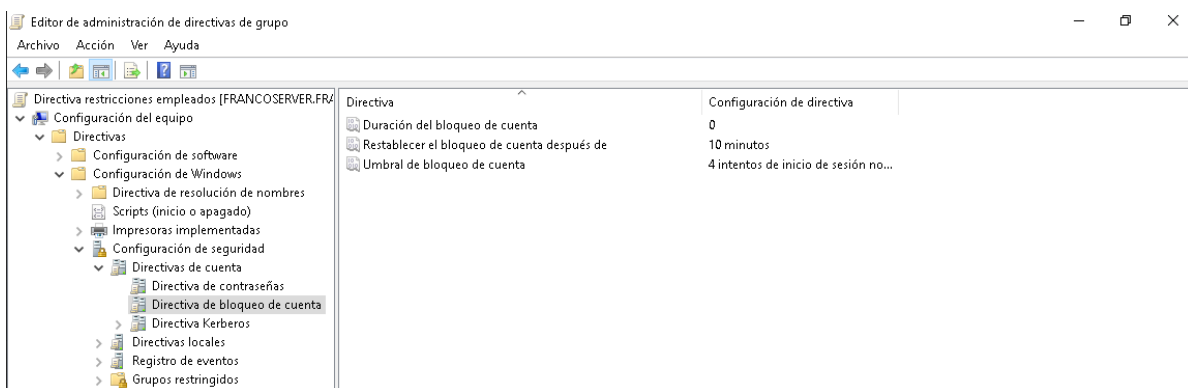 Editor de administración de directivas de grupo
Archivo Acción Ver Ayuda
Directiva restricciones empleados [FRANCOSERVER.FRA
Configuración del equipo
Directivas
Configuración de software
Configuración de Windows
Directiva de resolución de nombres
Scripts (inicio o apagado)
Impresoras implementadas
Configuración de seguridad
Directivas de cuenta
Directiva de contraseñas
Directiva de bloqueo de cuenta
Directiva Kerberos
Directivas locales
Registro de eventos
Grupos restringidos
Directiva Configuración de directiva
Duración del bloqueo de cuenta 0
Restablecer el bloqueo de cuenta después de 10 minutos
Umbral de bloqueo de cuenta 4 intentos de inicio de sesión no...